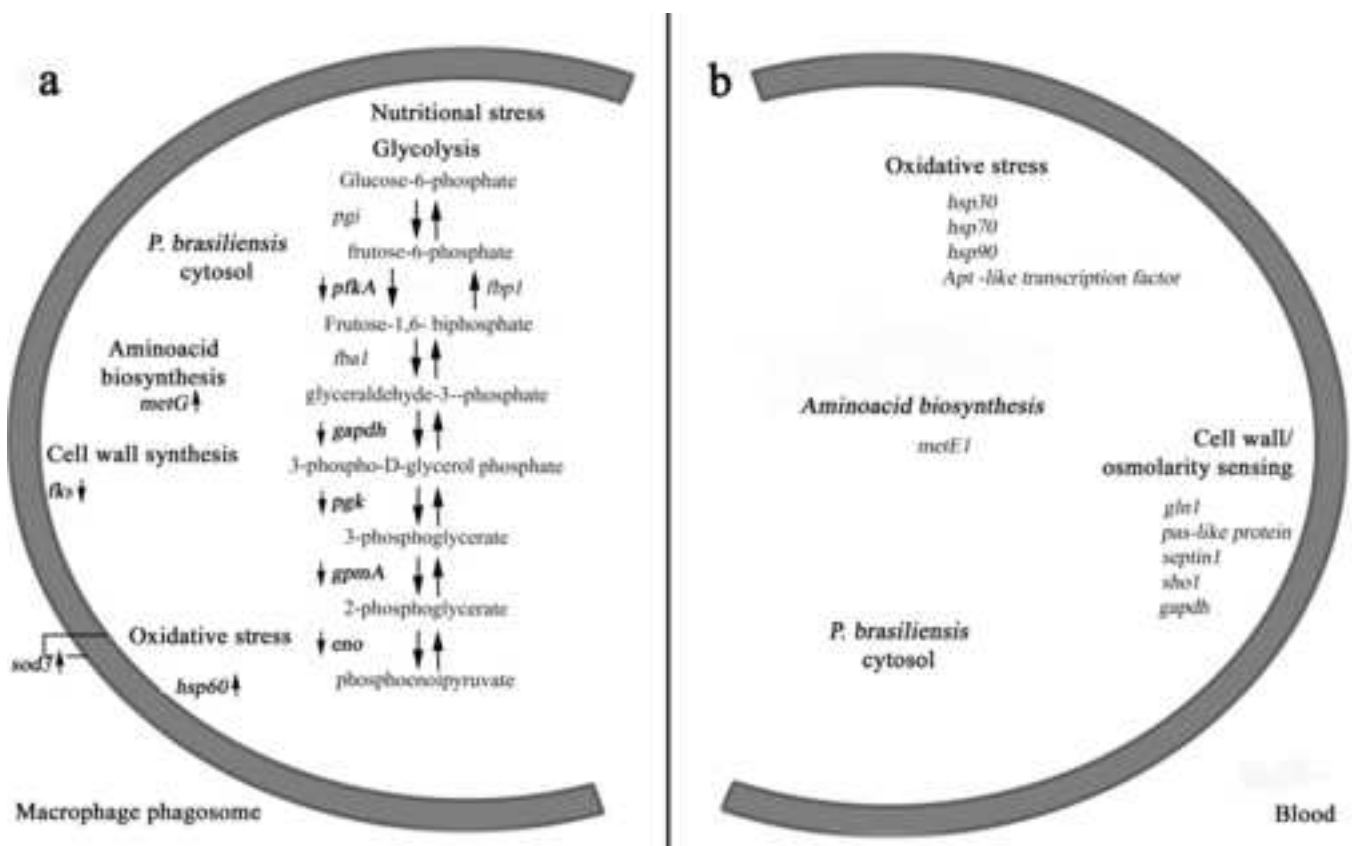 a
Nutritional stress
Glycolysis
Glucose-6-phosphate
pgi
frutose-6-phosphate
P. brasiliensis
cytosol
pfkA
fbp1
Frutose-1,6- biphosphate
fba1
Aminoacid
biosynthesis
metG
glyceraldehyde-3--phosphate
gapdh
Cell wall synthesis
fks
3-phospho-D-glycerol phosphate
pgk
3-phosphoglycerate
gpmA
2-phosphoglycerate
Oxidative stress
eno
sod3
hsp60
phosphoenolpyruvate
Macrophage phagosome
b
Oxidative stress
hsp30
hsp70
hsp90
Apt -like transcription factor
Aminoacid biosynthesis
metE1
Cell wall/
osmolarity sensing
gln1
pas-like protein
septin1
sho1
gapdh
P. brasiliensis
cytosol
Blood